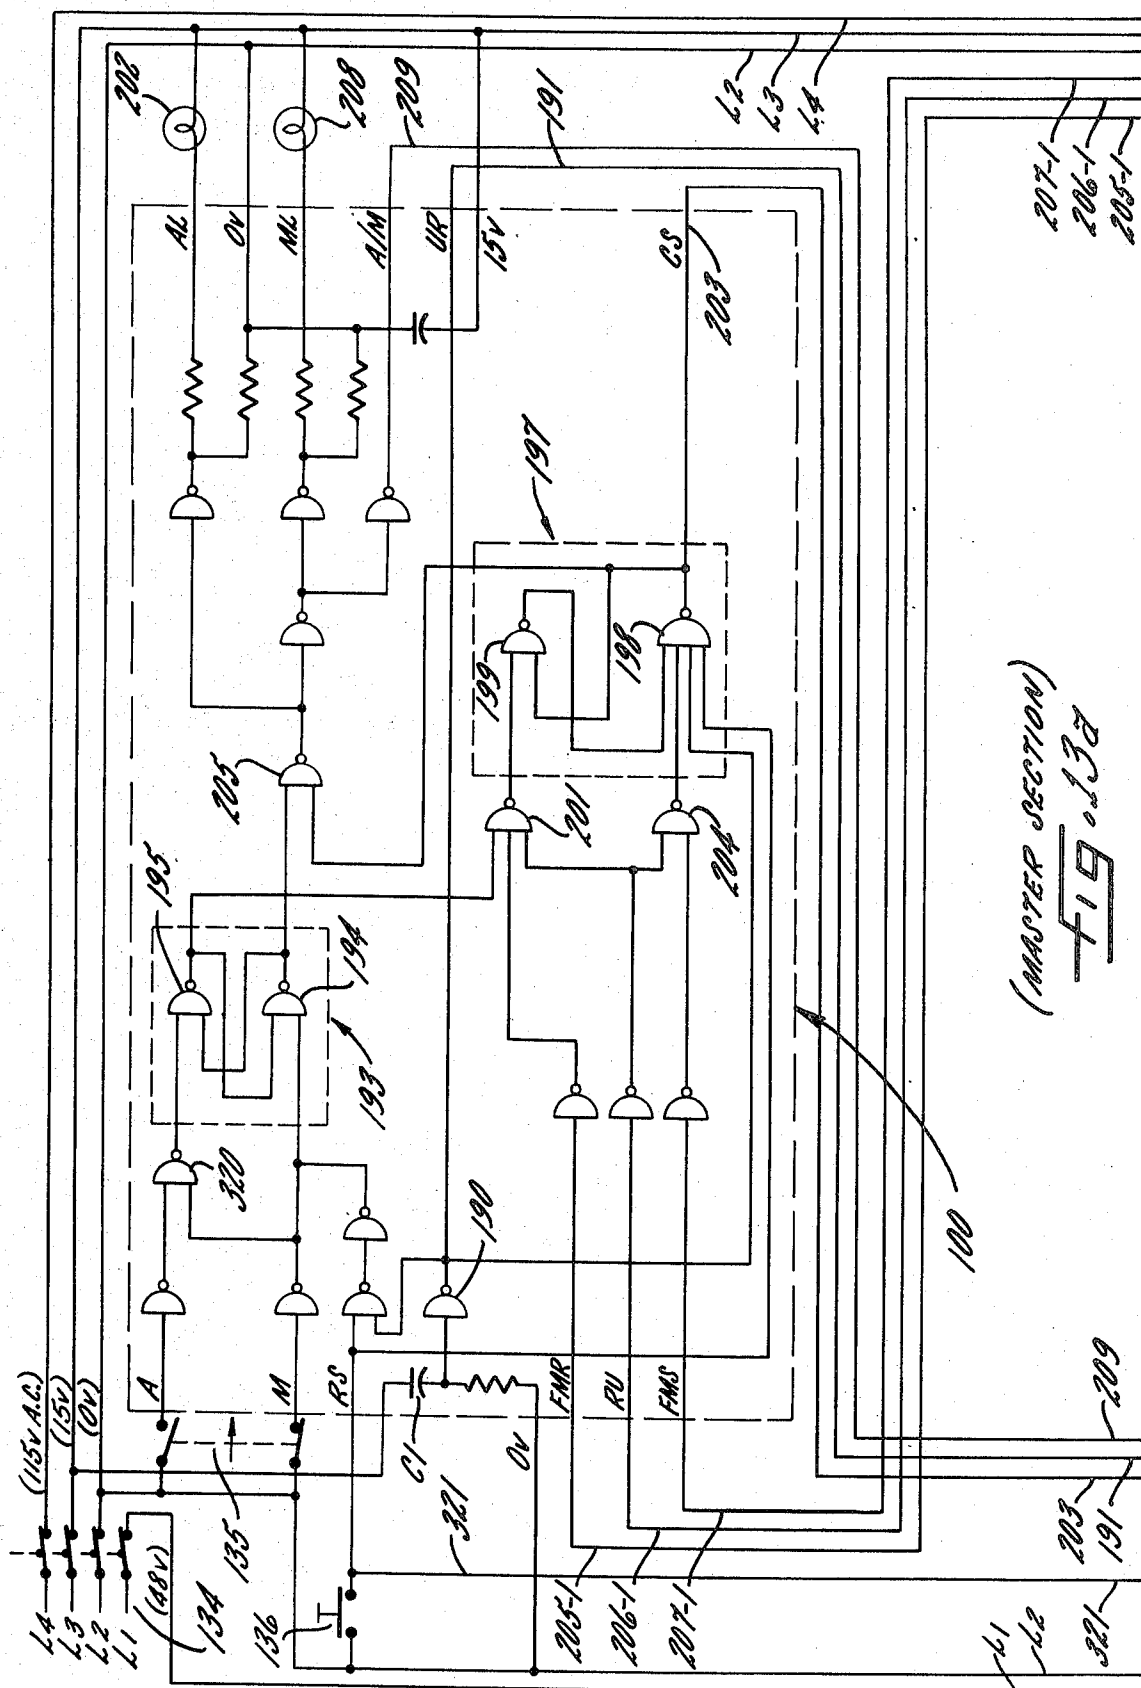 L4
L3
L2
L1
(115V A.C.)
(15V)
(0V)
(48V)
134
135
136
A
M
RS
C1
321
0V
FMR
RU
FMS
205-1
206-1
207-1
L1
L2
321
203
191
209
320
193
194
195
190
205
201
204
197
199
198
100
AL
0V
ML
A/M
UR
15V
CS
203
202
208
209
191
L2
L3
L4
207-1
206-1
205-1
(MASTER SECTION)
Fig. 13a